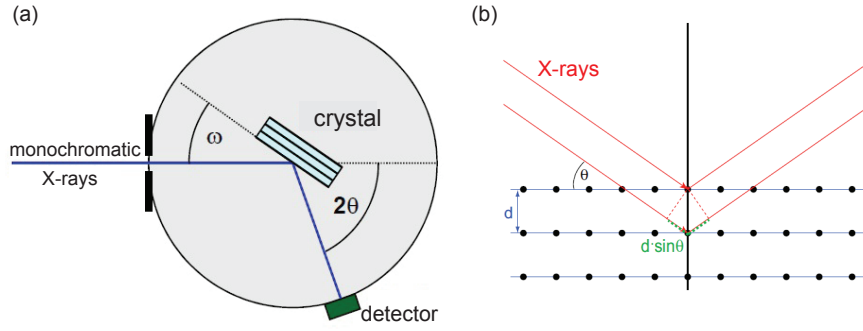 (a)
monochromatic
X-rays
ω
crystal
2θ
detector
(b)
X-rays
θ
d
d·sinθ